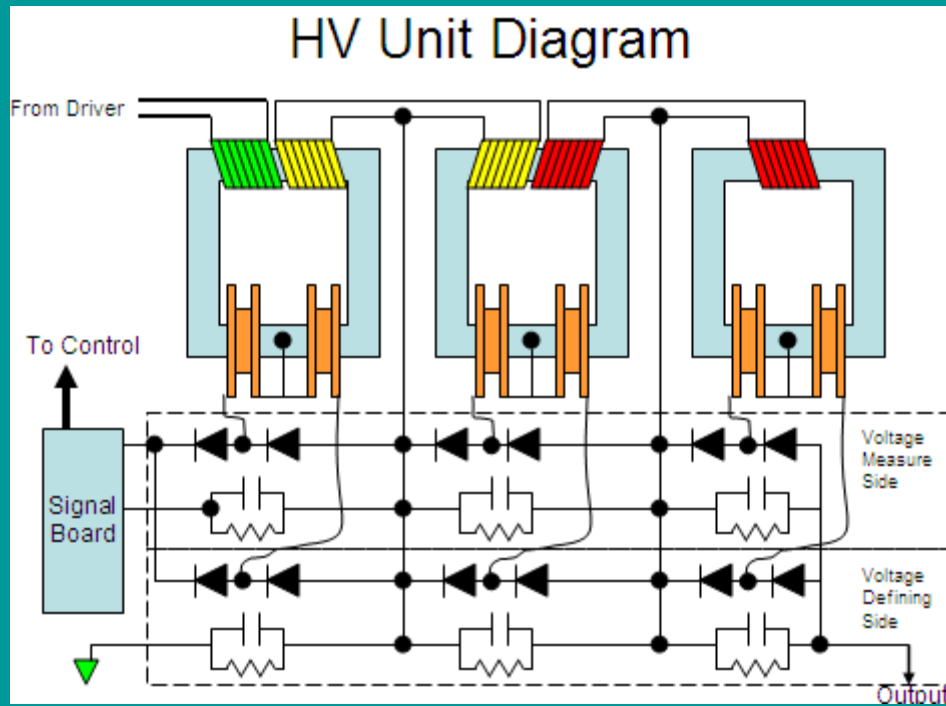 HV Unit Diagram
From Driver
To Control
Signal
Board
Voltage
Measure
Side
Voltage
Defining
Side
Output